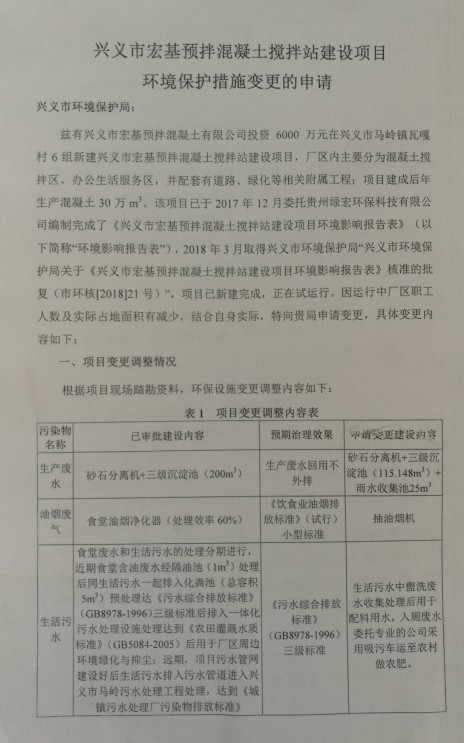 兴义市宏基预拌混凝土搅拌站建设项目
环境保护措施变更的申请
兴义市环境保护局：
兹有兴义市宏基预拌混凝土有限公司投资 6000 万元在兴义市马岭镇瓦嘎
村 6 组新建兴义市宏基预拌混凝土搅拌站建设项目，厂区内主要分为混凝土搅
拌区、办公生活服务区，并配套有道路、绿化等相关附属工程；项目建成后年
生产混凝土 30 万 m³。该项目已于 2017 年 12 月委托贵州绿宏环保科技有限公
司编制完成了《兴义市宏基预拌混凝土搅拌站建设项目环境影响报告表》（以
下简称“环境影响报告表”），2018 年 3 月取得兴义市环境保护局“兴义市环境保
护局关于《兴义市宏基预拌混凝土搅拌站建设项目环境影响报告表》核准的批
复（市环核[2018]21 号）”，项目已新建完成，正在试运行。因运行中厂区职工
人数及实际占地面积有减少，结合自身实际，特向贵局申请变更，具体变更内
容如下：
一、项目变更调整情况
根据项目现场踏勘资料，环保设施变更调整内容如下：
表 1 项目变更调整内容表
污染物
名称
已审批建设内容
预期治理效果
申请变更建设内容
生产废
水
砂石分离机+三级沉淀池（200m³）
生产废水回用不
外排
砂石分离机+三级沉
淀池（115.148m³）+
雨水收集池25m³
油烟废
气
食堂油烟净化器（处理效率 60%）
《饮食业油烟排
放标准》（试行）
小型标准
抽油烟机
生活污
水
食堂废水和生活污水的处理分期进行，
近期食堂含油废水经隔油池（1m³）处理
后同生活污水一起排入化粪池（总容积
5m³）预处理达《污水综合排放标准》
（GB8978-1996）三级标准后排入一体化
污水处理设施处理达到《农田灌溉水质
标准》（GB5084-2005）后用于厂区周边
环境绿化与抑尘；远期，项目污水管网
建设好后生活污水排入污水管道进入兴
义市马岭污水处理工程处理，达到《城
镇污水处理厂污染物排放标准》
《污水综合排放
标准》
（GB8978-1996）
三级标准
生活污水中盥洗废
水收集处理后用于
配料用水，入厕废水
委托专业的公司采
用吸污车运至农村
做农肥。